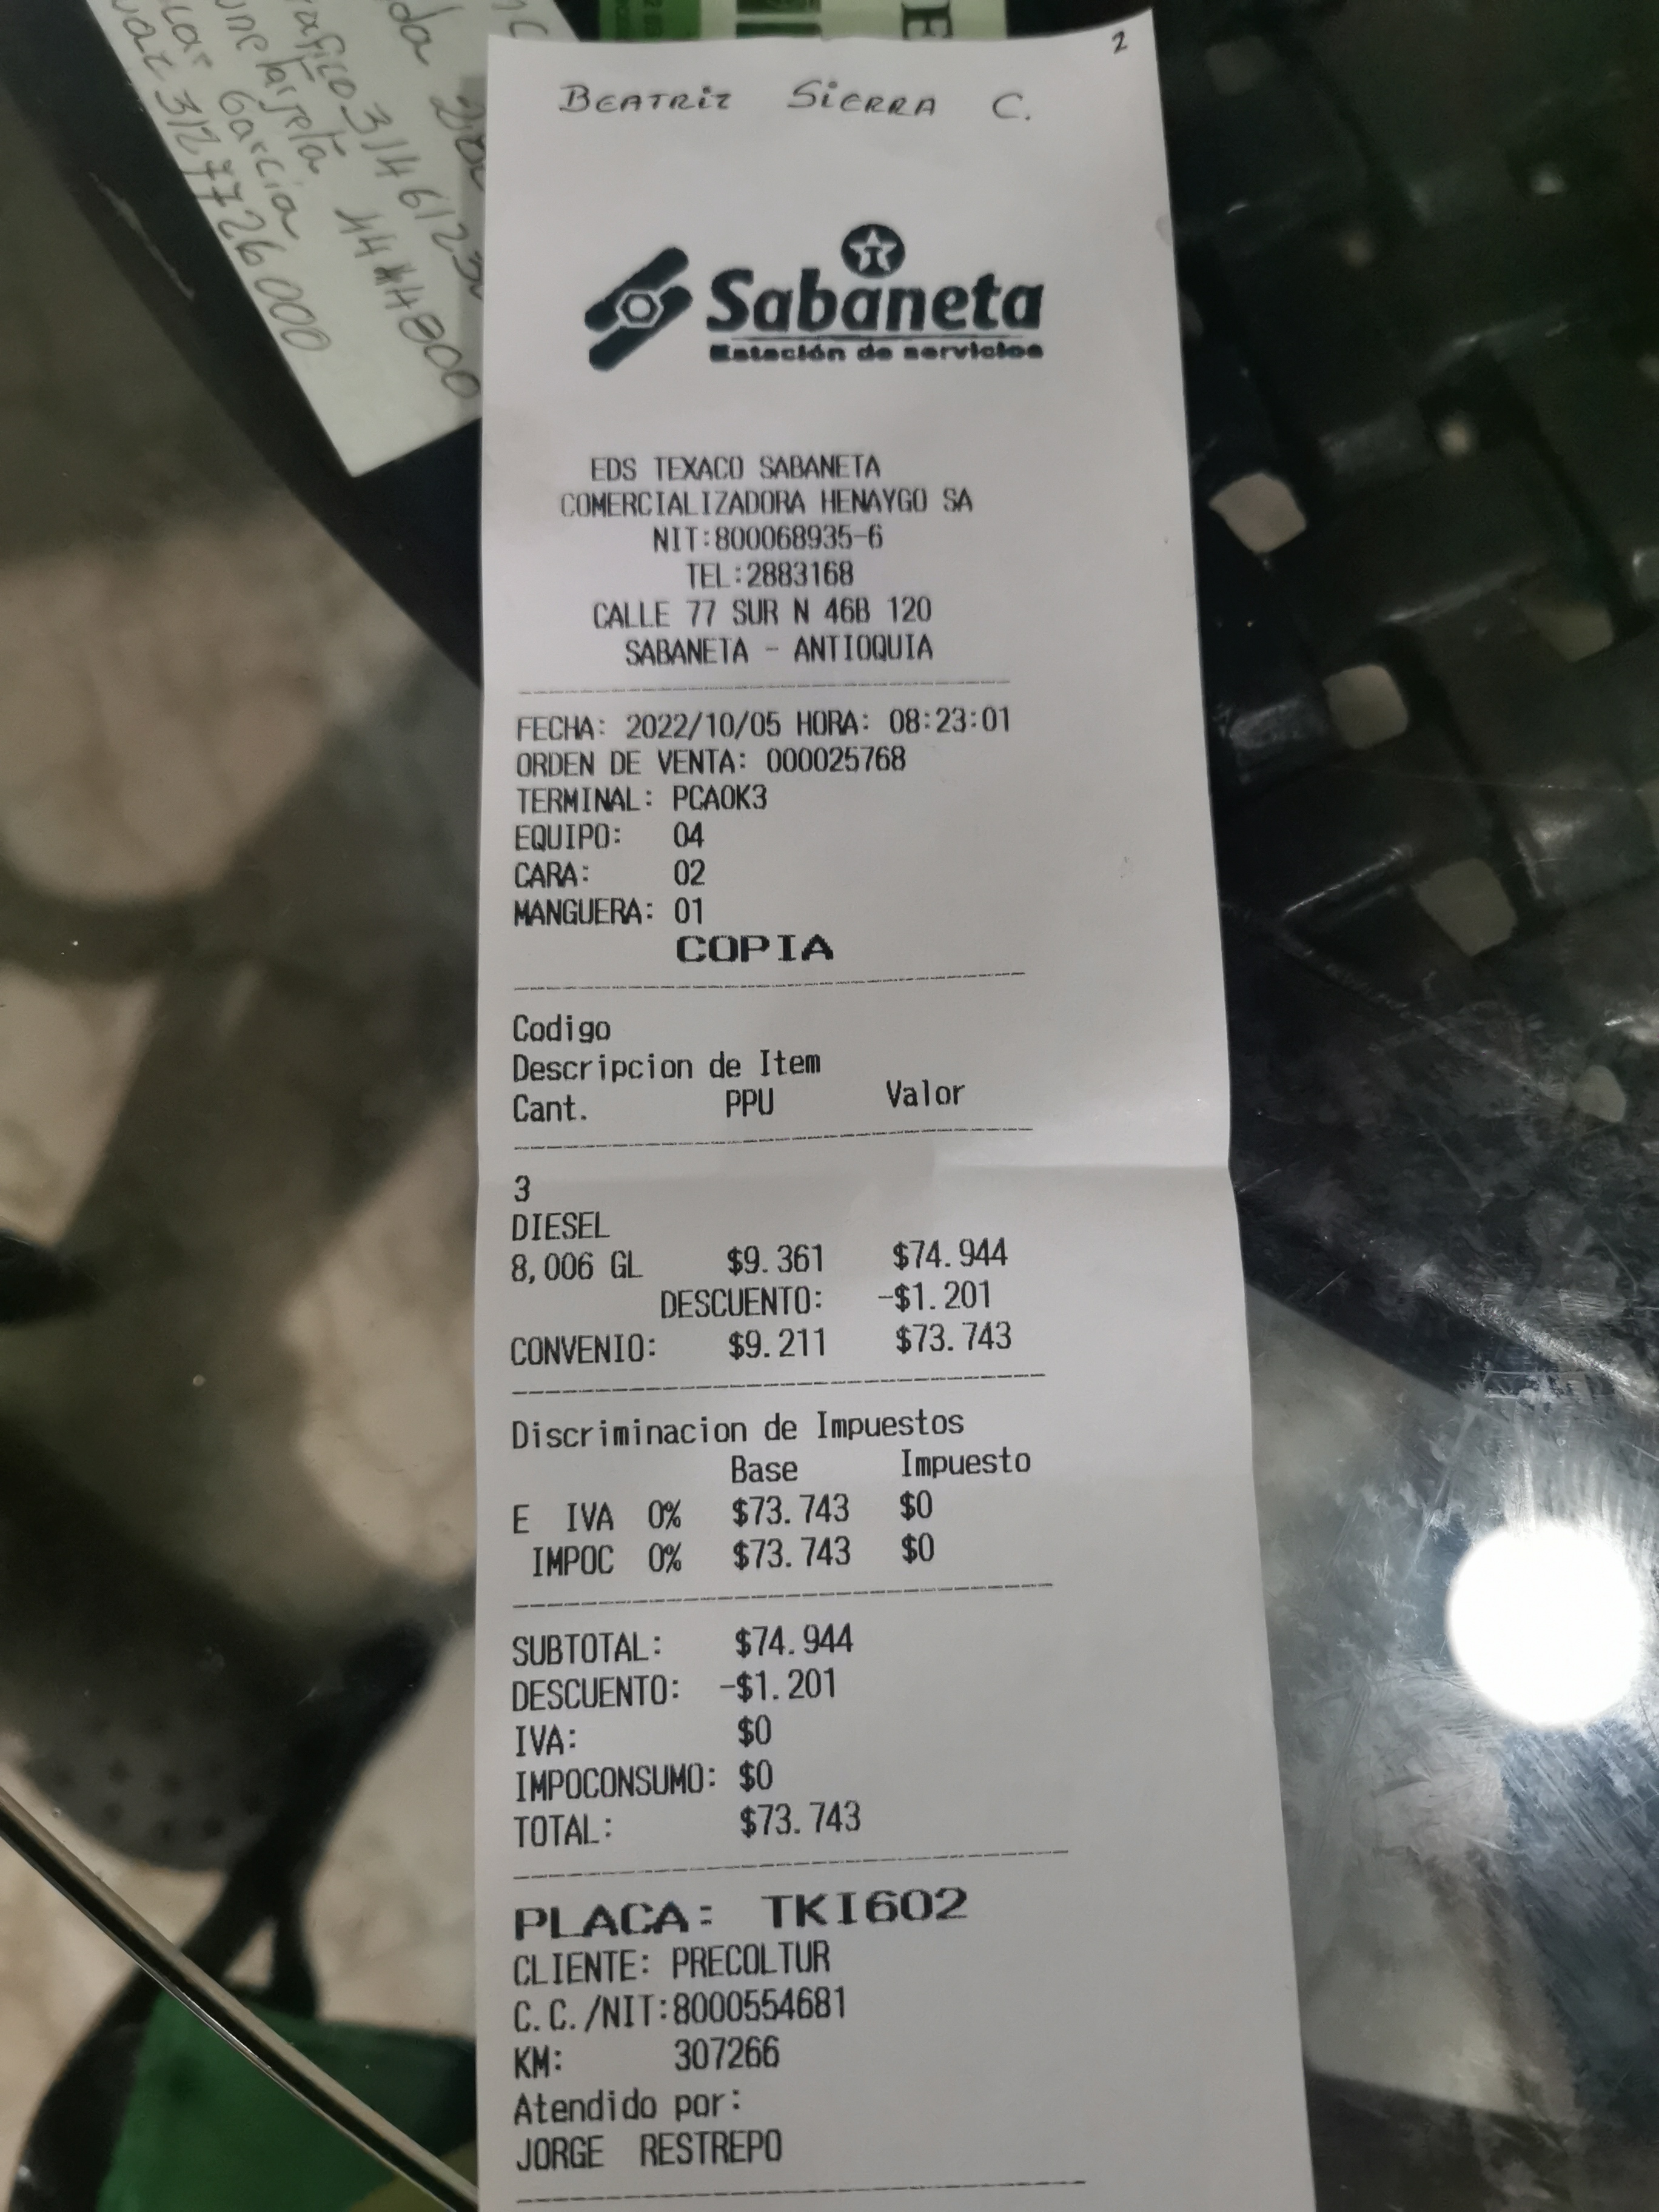 E
2
BEATRIZ SIERRA C.
Sabaneta
Estación de servicios
EDS TEXACO SABANETA
COMERCIALIZADORA HENAYGO SA
NIT:800068935-6
TEL:2883168
CALLE 77 SUR N 46B 120
SABANETA - ANTIOQUIA
FECHA: 2022/10/05 HORA: 08:23:01
ORDEN DE VENTA: 000025768
TERMINAL: PCAOK3
EQUIPO: 04
CARA: 02
MANGUERA: 01
COPIA
Codigo
Descripcion de Item
Cant. PPU Valor
3
DIESEL
8,006 GL $9.361 $74.944
DESCUENTO: -$1.201
CONVENIO: $9.211 $73.743
Discriminacion de Impuestos
Base Impuesto
E IVA 0% $73.743 $0
IMPOC 0% $73.743 $0
SUBTOTAL: $74.944
DESCUENTO: -$1.201
IVA: $0
IMPOCONSUMO: $0
TOTAL: $73.743
PLACA: TKI602
CLIENTE: PRECOLTUR
C.C./NIT:8000554681
KM: 307266
Atendido por:
JORGE RESTREPO
Garcia
3127726000